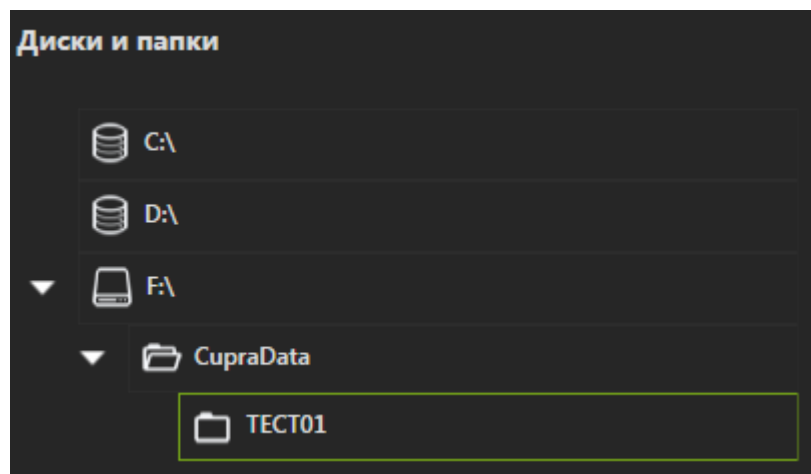 Диски и папки
C:\
D:\
F:\
CupraData
ТЕСТ01